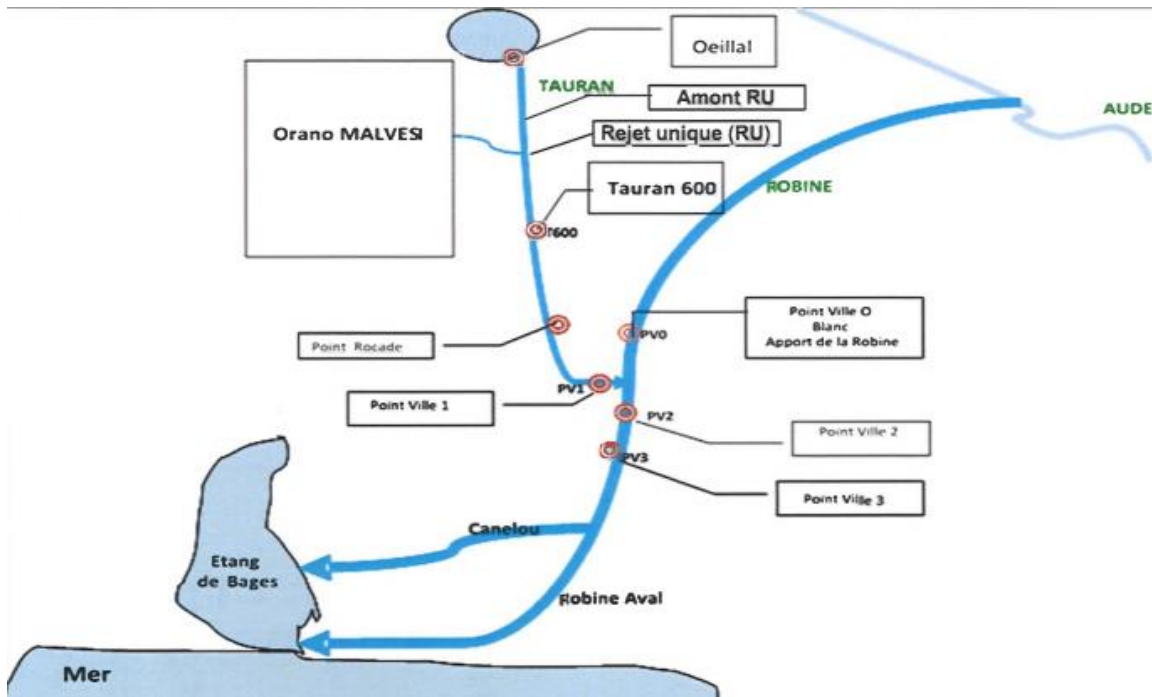 Oeillal
TAURAN
Amont RU
AUDE
Orano MALVESI
Rejet unique (RU)
Tauran 600
ROBINE
T600
Point Ville O
Blanc
Apport de la Robine
PV0
Point Rocade
PV1
Point Ville 1
PV2
Point Ville 2
PV3
Point Ville 3
Canelou
Etang
de Bages
Robine Aval
Mer